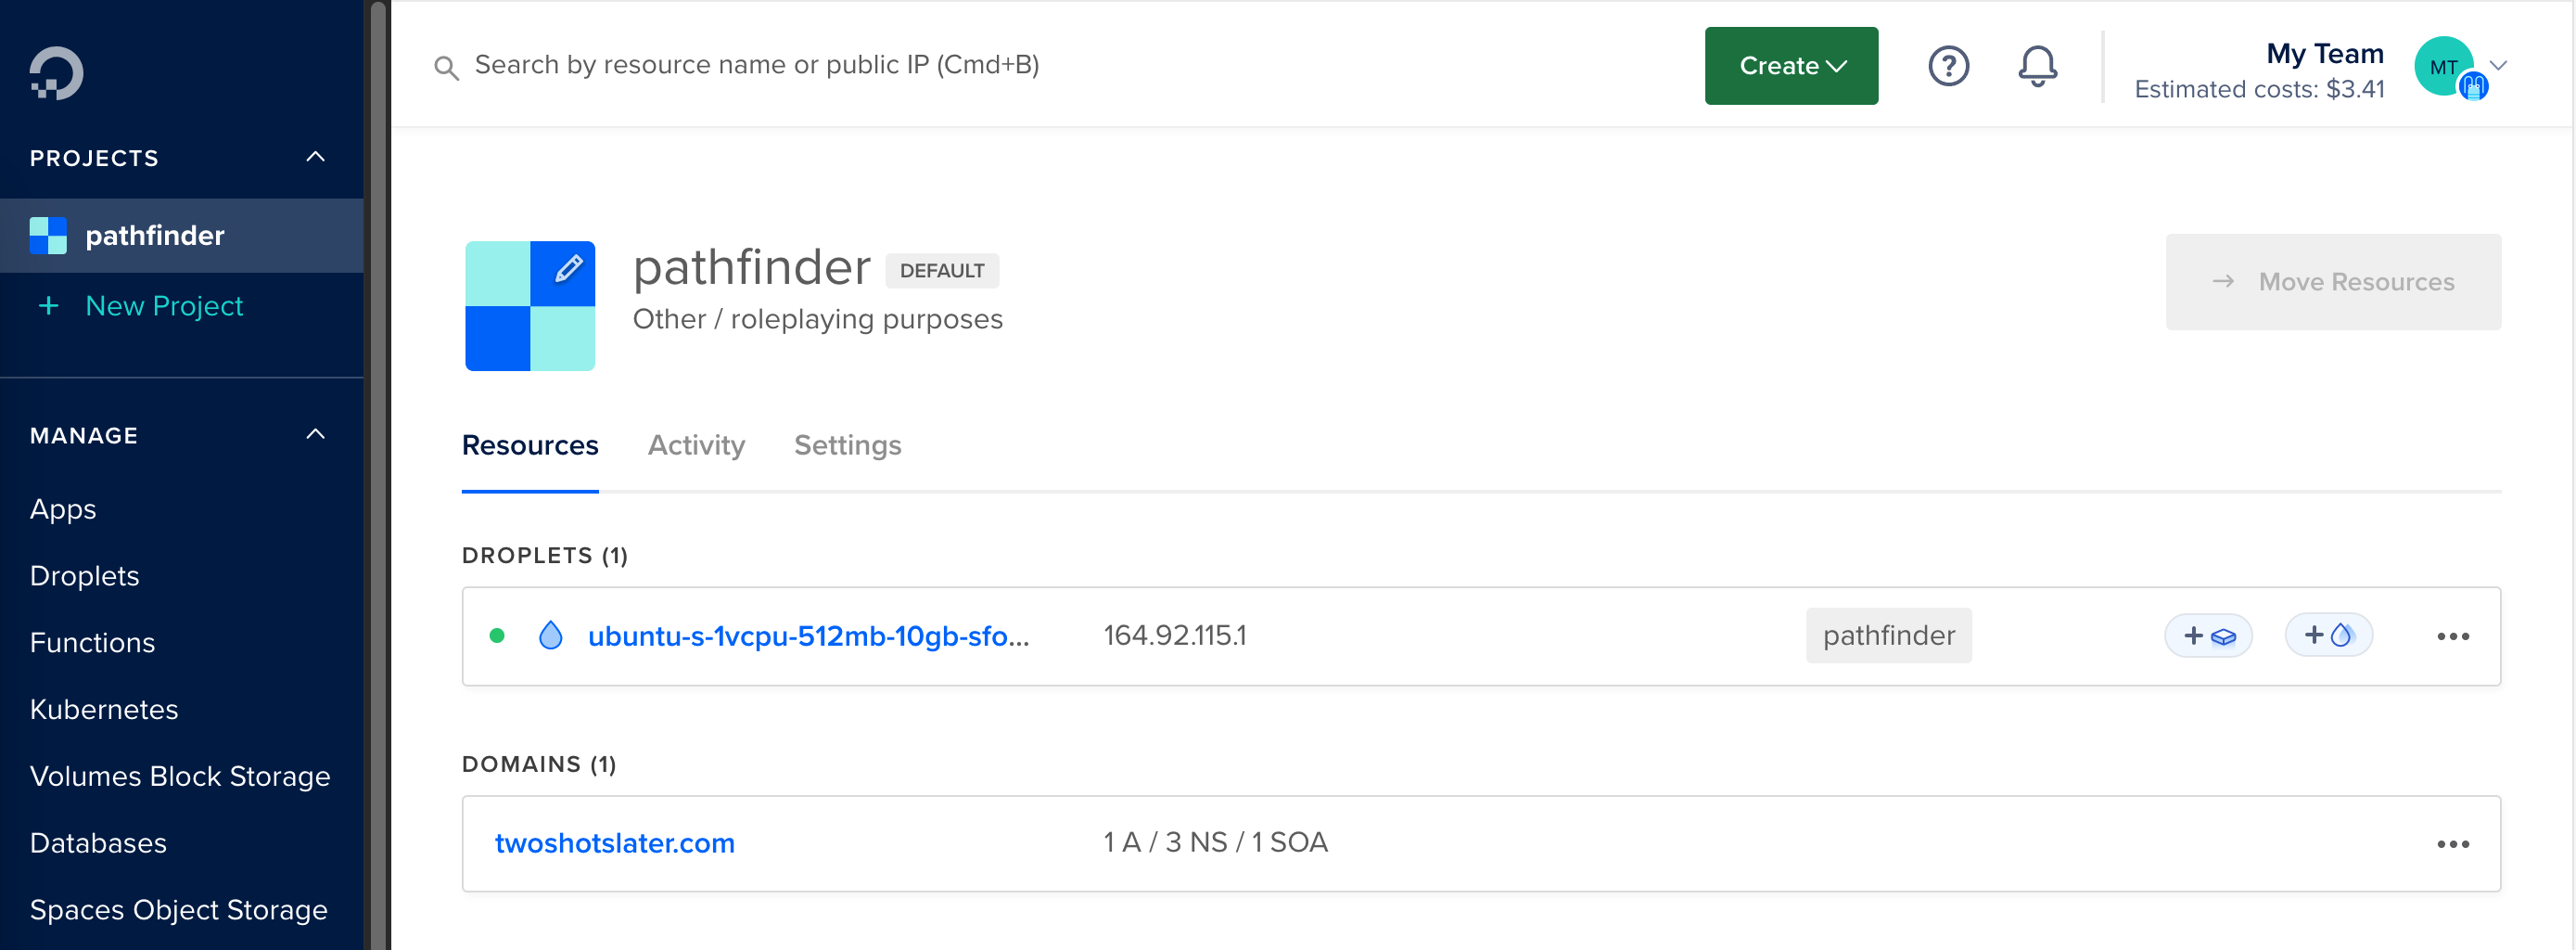 Search by resource name or public IP (Cmd+B)
Create
My Team
Estimated costs: $3.41
MT
PROJECTS
pathfinder
+ New Project
MANAGE
Apps
Droplets
Functions
Kubernetes
Volumes Block Storage
Databases
Spaces Object Storage
pathfinder DEFAULT
Other / roleplaying purposes
→ Move Resources
Resources Activity Settings
DROPLETS (1)
ubuntu-s-1vcpu-512mb-10gb-sfo... 164.92.115.1 pathfinder
DOMAINS (1)
twoshotslater.com 1 A / 3 NS / 1 SOA